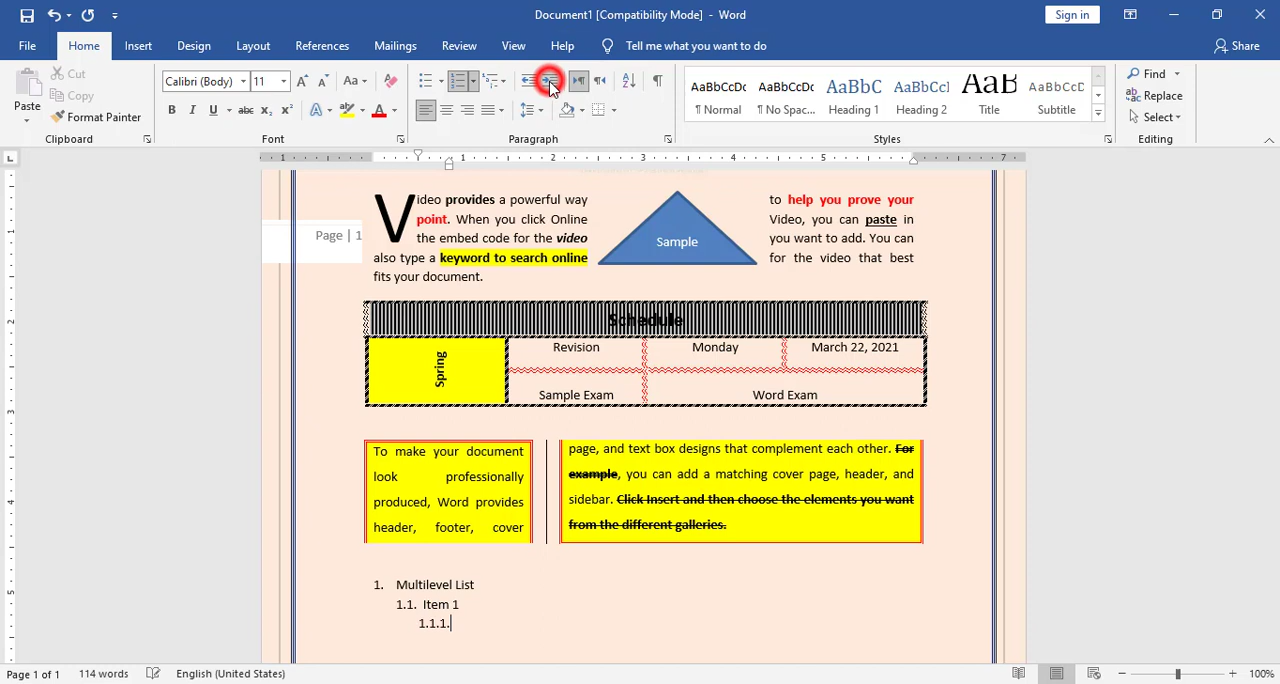 Document1 [Compatibility Mode] - Word
Sign in
File Home Insert Design Layout References Mailings Review View Help Tell me what you want to do Share
Paste
Cut
Copy
Format Painter
Clipboard
Calibri (Body) 11
Font
Paragraph
AaBbCcDc AaBbCcDc AaBbC AaBbCcI AaB AaBbCcD
¶ Normal ¶ No Spac... Heading 1 Heading 2 Title Subtitle
Styles
Find
Replace
Select
Editing
Page | 1
Video provides a powerful way to help you prove your
point. When you click Online Video, you can paste in
the embed code for the video you want to add. You can
also type a keyword to search online for the video that best
fits your document.
Sample
Schedule
Spring
Revision Monday March 22, 2021
Sample Exam Word Exam
To make your document
look professionally
produced, Word provides
header, footer, cover
page, and text box designs that complement each other. For
example, you can add a matching cover page, header, and
sidebar. Click Insert and then choose the elements you want
from the different galleries.
1. Multilevel List
1.1. Item 1
1.1.1.
Page 1 of 1 114 words English (United States) 100%